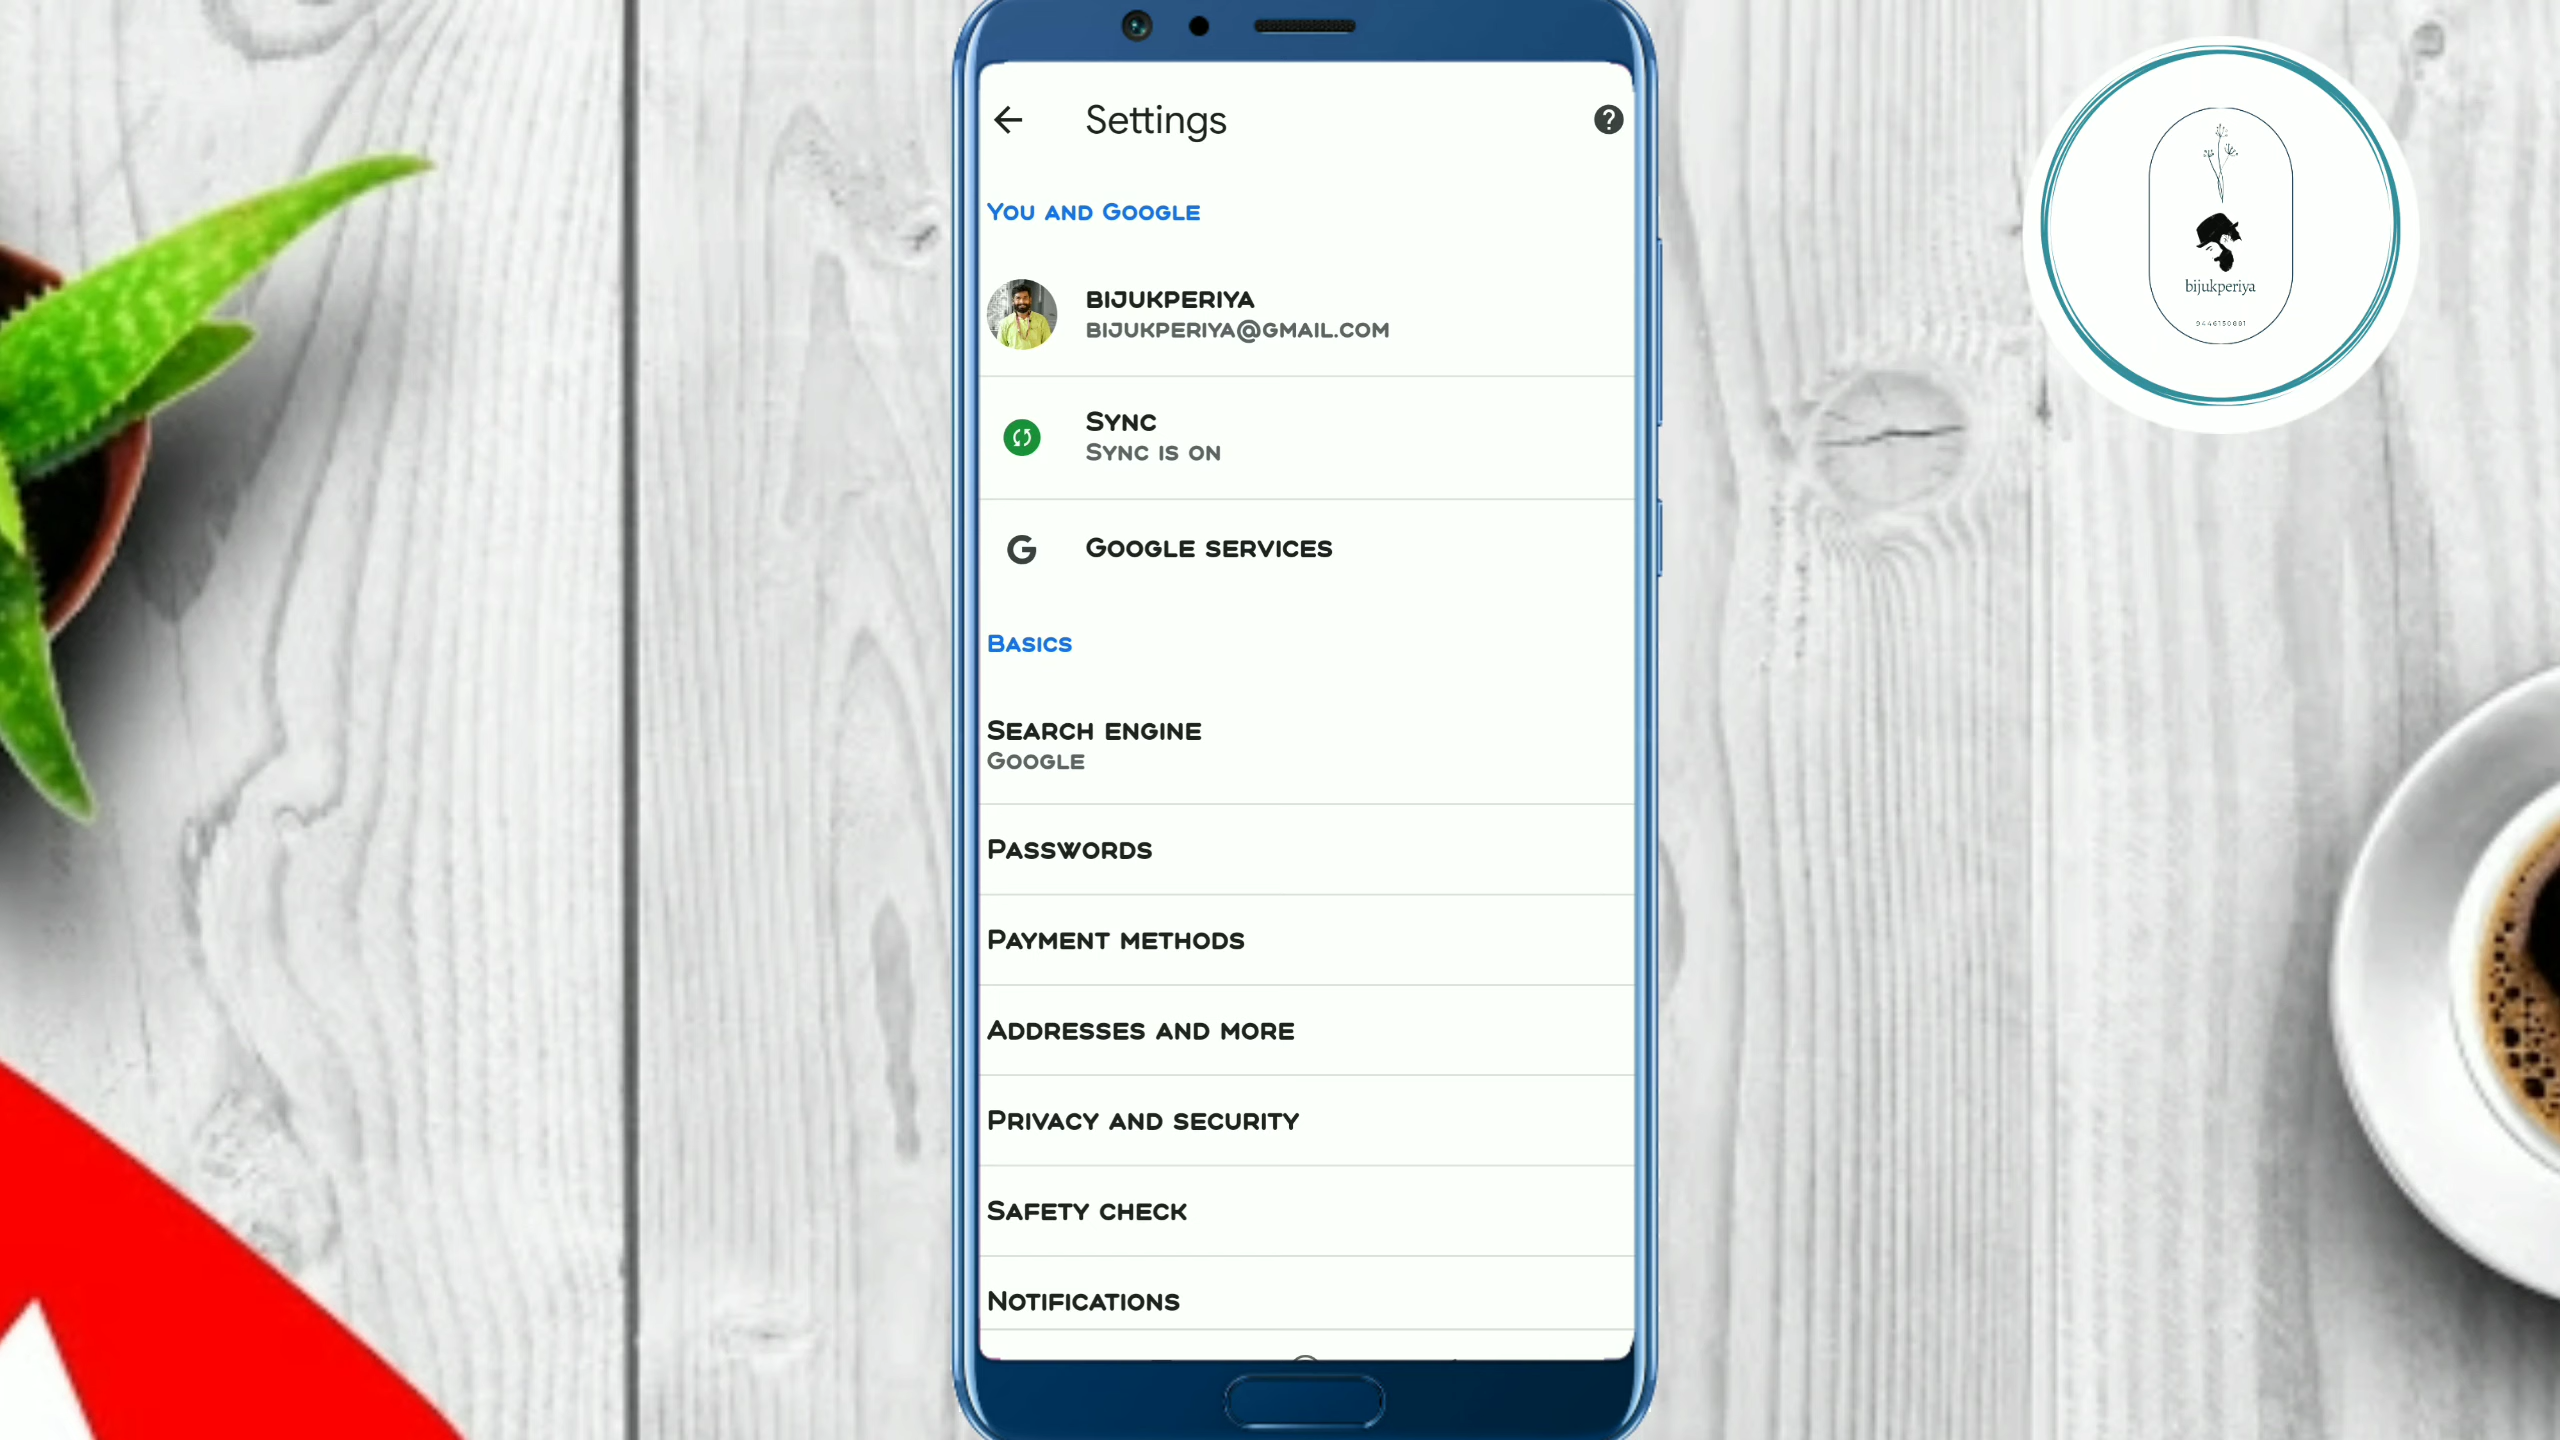 Settings
You and Google
bijukperiya
bijukperiya@gmail.com
Sync
Sync is on
Google services
Basics
Search engine
Google
Passwords
Payment methods
Addresses and more
Privacy and security
Safety check
Notifications
bijukperiya